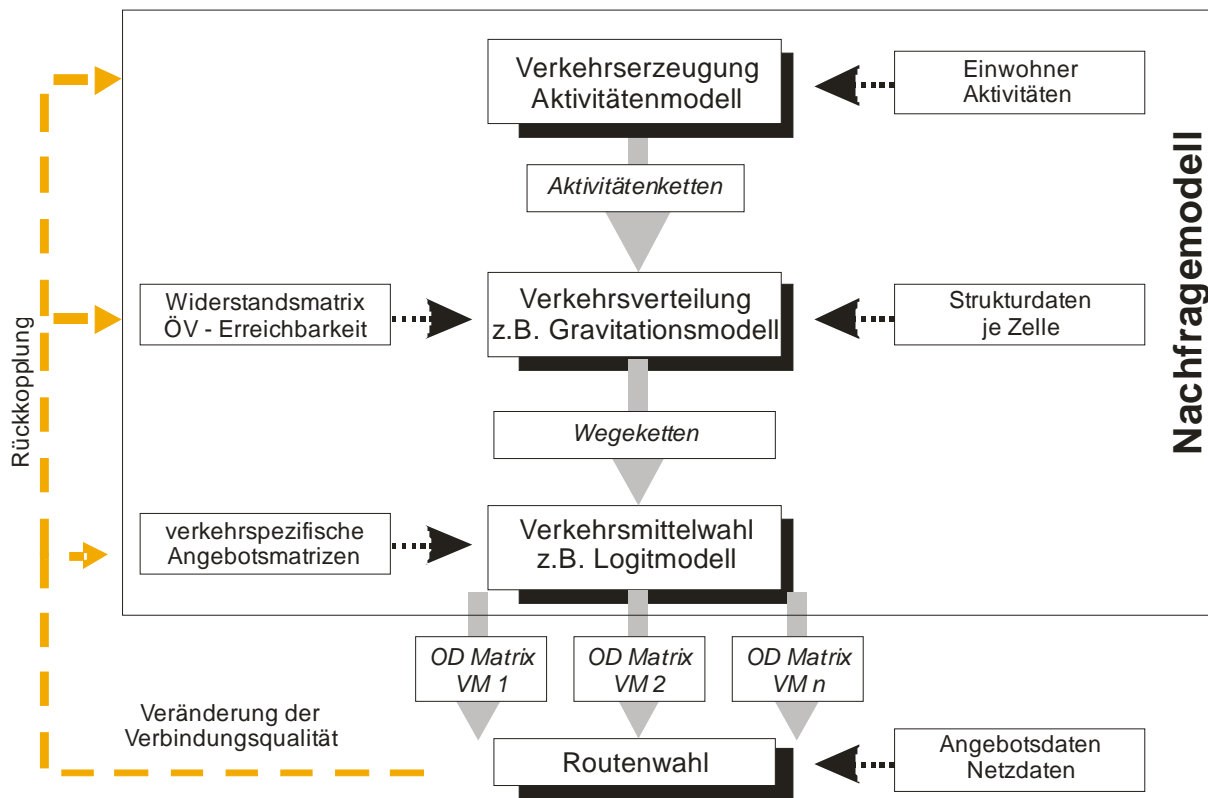 Verkehrserzeugung
Aktivitätenmodell
Einwohner
Aktivitäten
Aktivitätenketten
Nachfragemodell
Widerstandsmatrix
ÖV - Erreichbarkeit
Verkehrsverteilung
z.B. Gravitationsmodell
Strukturdaten
je Zelle
Rückkopplung
Wegeketten
verkehrspezifische
Angebotsmatrizen
Verkehrsmittelwahl
z.B. Logitmodell
OD Matrix
VM 1
OD Matrix
VM 2
OD Matrix
VM n
Veränderung der
Verbindungsqualität
Routenwahl
Angebotsdaten
Netzdaten